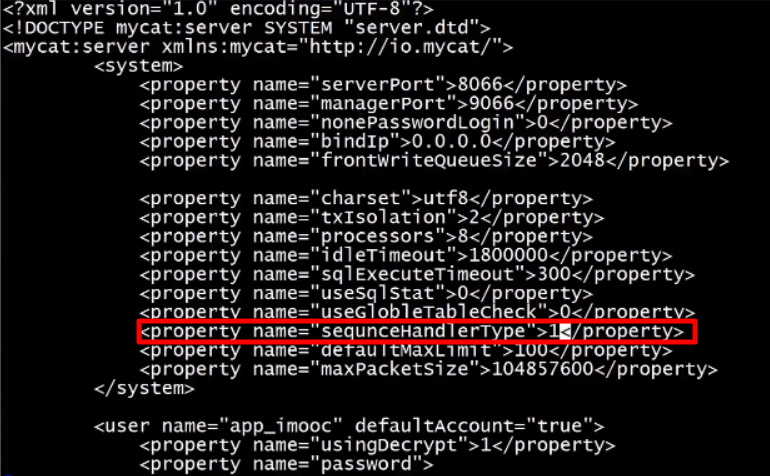 <?xml version="1.0" encoding="UTF-8"?>
<!DOCTYPE mycat:server SYSTEM "server.dtd">
<mycat:server xmlns:mycat="http://io.mycat/">
<system>
<property name="serverPort">8066</property>
<property name="managerPort">9066</property>
<property name="nonePasswordLogin">0</property>
<property name="bindIp">0.0.0.0</property>
<property name="frontWriteQueueSize">2048</property>
<property name="charset">utf8</property>
<property name="txIsolation">2</property>
<property name="processors">8</property>
<property name="idleTimeout">1800000</property>
<property name="sqlExecuteTimeout">300</property>
<property name="useSqlStat">0</property>
<property name="useGlobleTableCheck">0</property>
<property name="sequnceHandlerType">1</property>
<property name="defaultMaxLimit">100</property>
<property name="maxPacketSize">104857600</property>
</system>
<user name="app_imooc" defaultAccount="true">
<property name="usingDecrypt">1</property>
<property name="password">